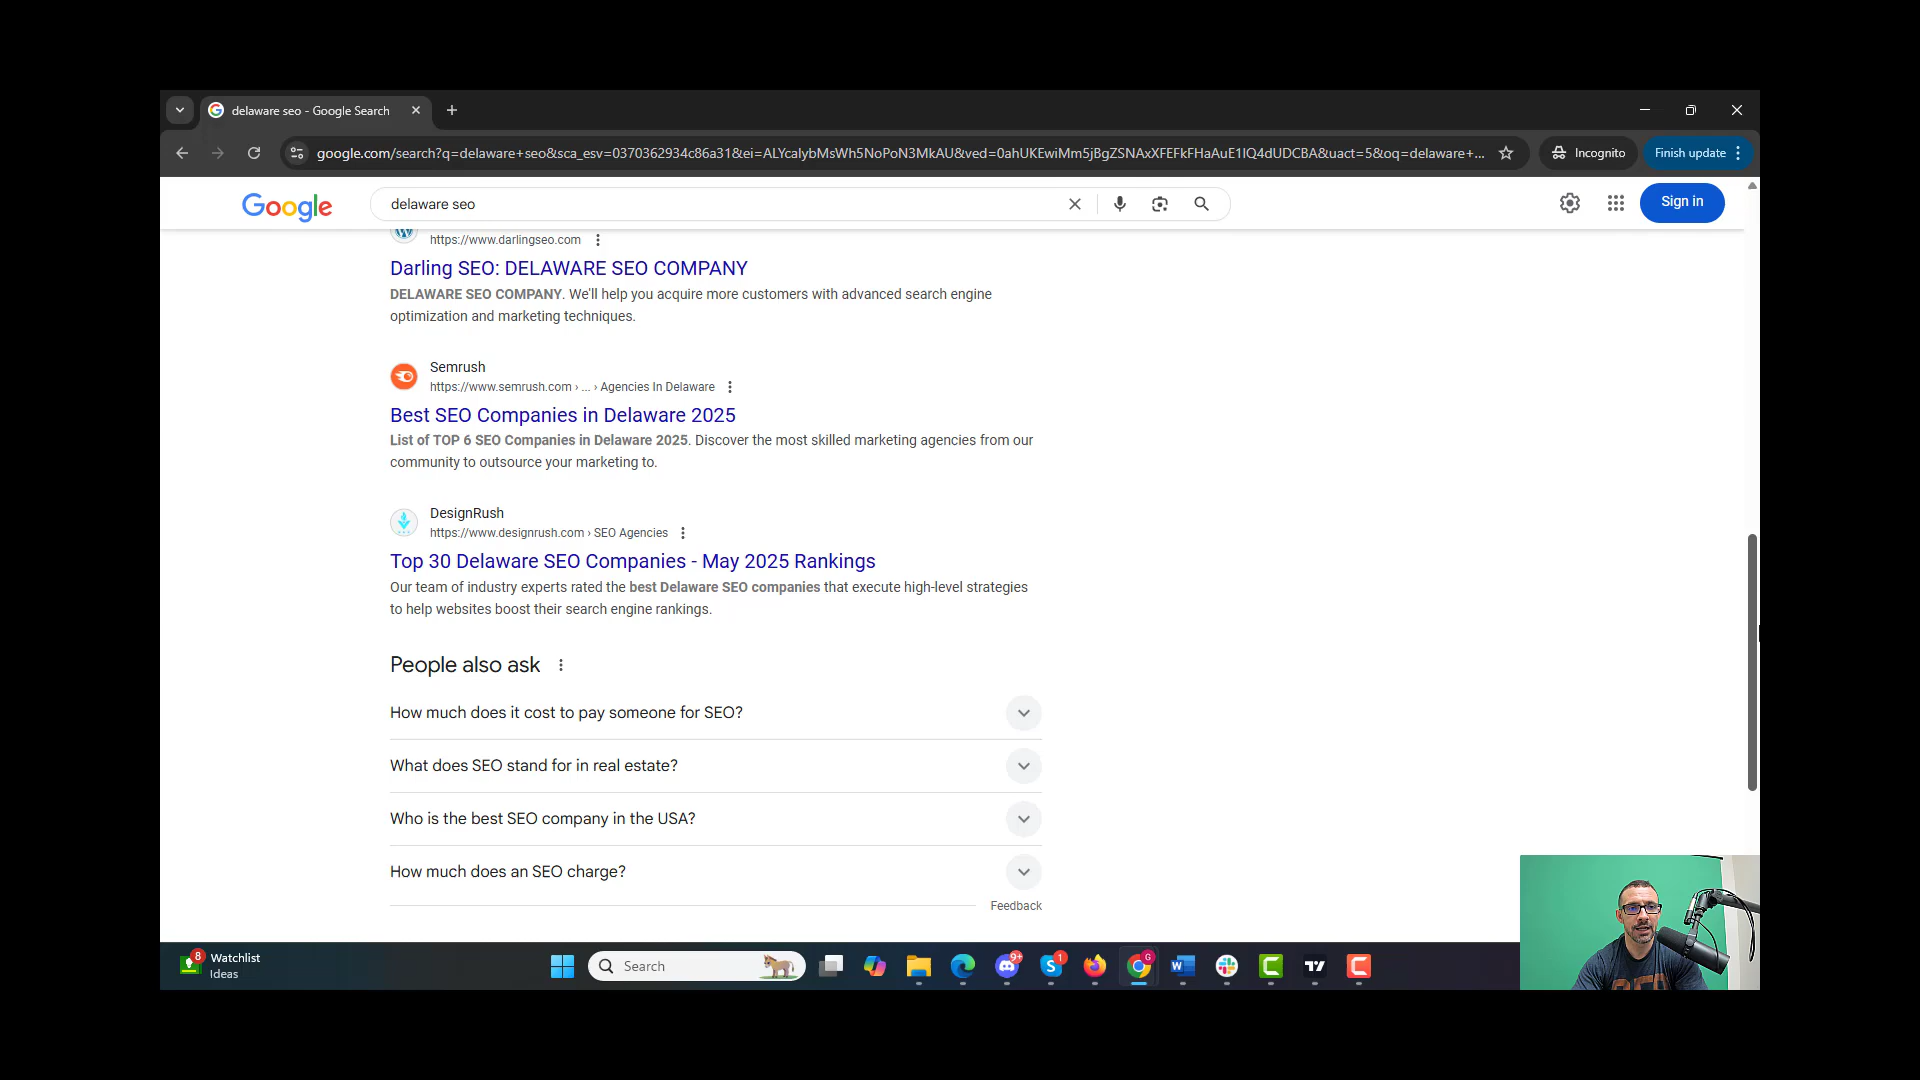 delaware seo - Google Search
google.com/search?q=delaware+seo&sca_esv=0370362934c86a31&ei=ALYcalybMsWh5NoPoN3MkAU&ved=0ahUKEwiMm5jBgZSNAxXFEFkFHaAuE1IQ4dUDCBA&uact=5&oq=delaware+...
Incognito
Finish update
Google
delaware seo
Sign in
https://www.darlingseo.com
Darling SEO: DELAWARE SEO COMPANY
DELAWARE SEO COMPANY. We'll help you acquire more customers with advanced search engine
optimization and marketing techniques.
Semrush
https://www.semrush.com › ... › Agencies In Delaware
Best SEO Companies in Delaware 2025
List of TOP 6 SEO Companies in Delaware 2025. Discover the most skilled marketing agencies from our
community to outsource your marketing to.
DesignRush
https://www.designrush.com › SEO Agencies
Top 30 Delaware SEO Companies - May 2025 Rankings
Our team of industry experts rated the best Delaware SEO companies that execute high-level strategies
to help websites boost their search engine rankings.
People also ask
How much does it cost to pay someone for SEO?
What does SEO stand for in real estate?
Who is the best SEO company in the USA?
How much does an SEO charge?
Feedback
8
Watchlist
Ideas
Search
9+
1
G